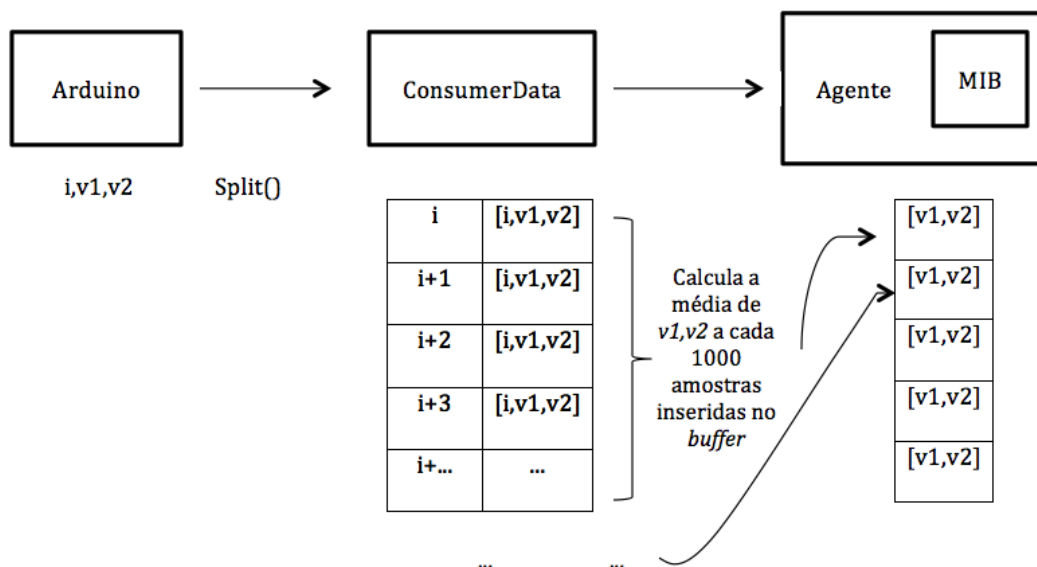 Arduino
ConsumerData
Agente
MIB
i,v1,v2
Split()
i
[i,v1,v2]
i+1
[i,v1,v2]
i+2
[i,v1,v2]
i+3
[i,v1,v2]
i+...
...
Calcula a
média de
v1,v2 a cada
1000
amostras
inseridas no
buffer
[v1,v2]
[v1,v2]
[v1,v2]
[v1,v2]
[v1,v2]
...
...